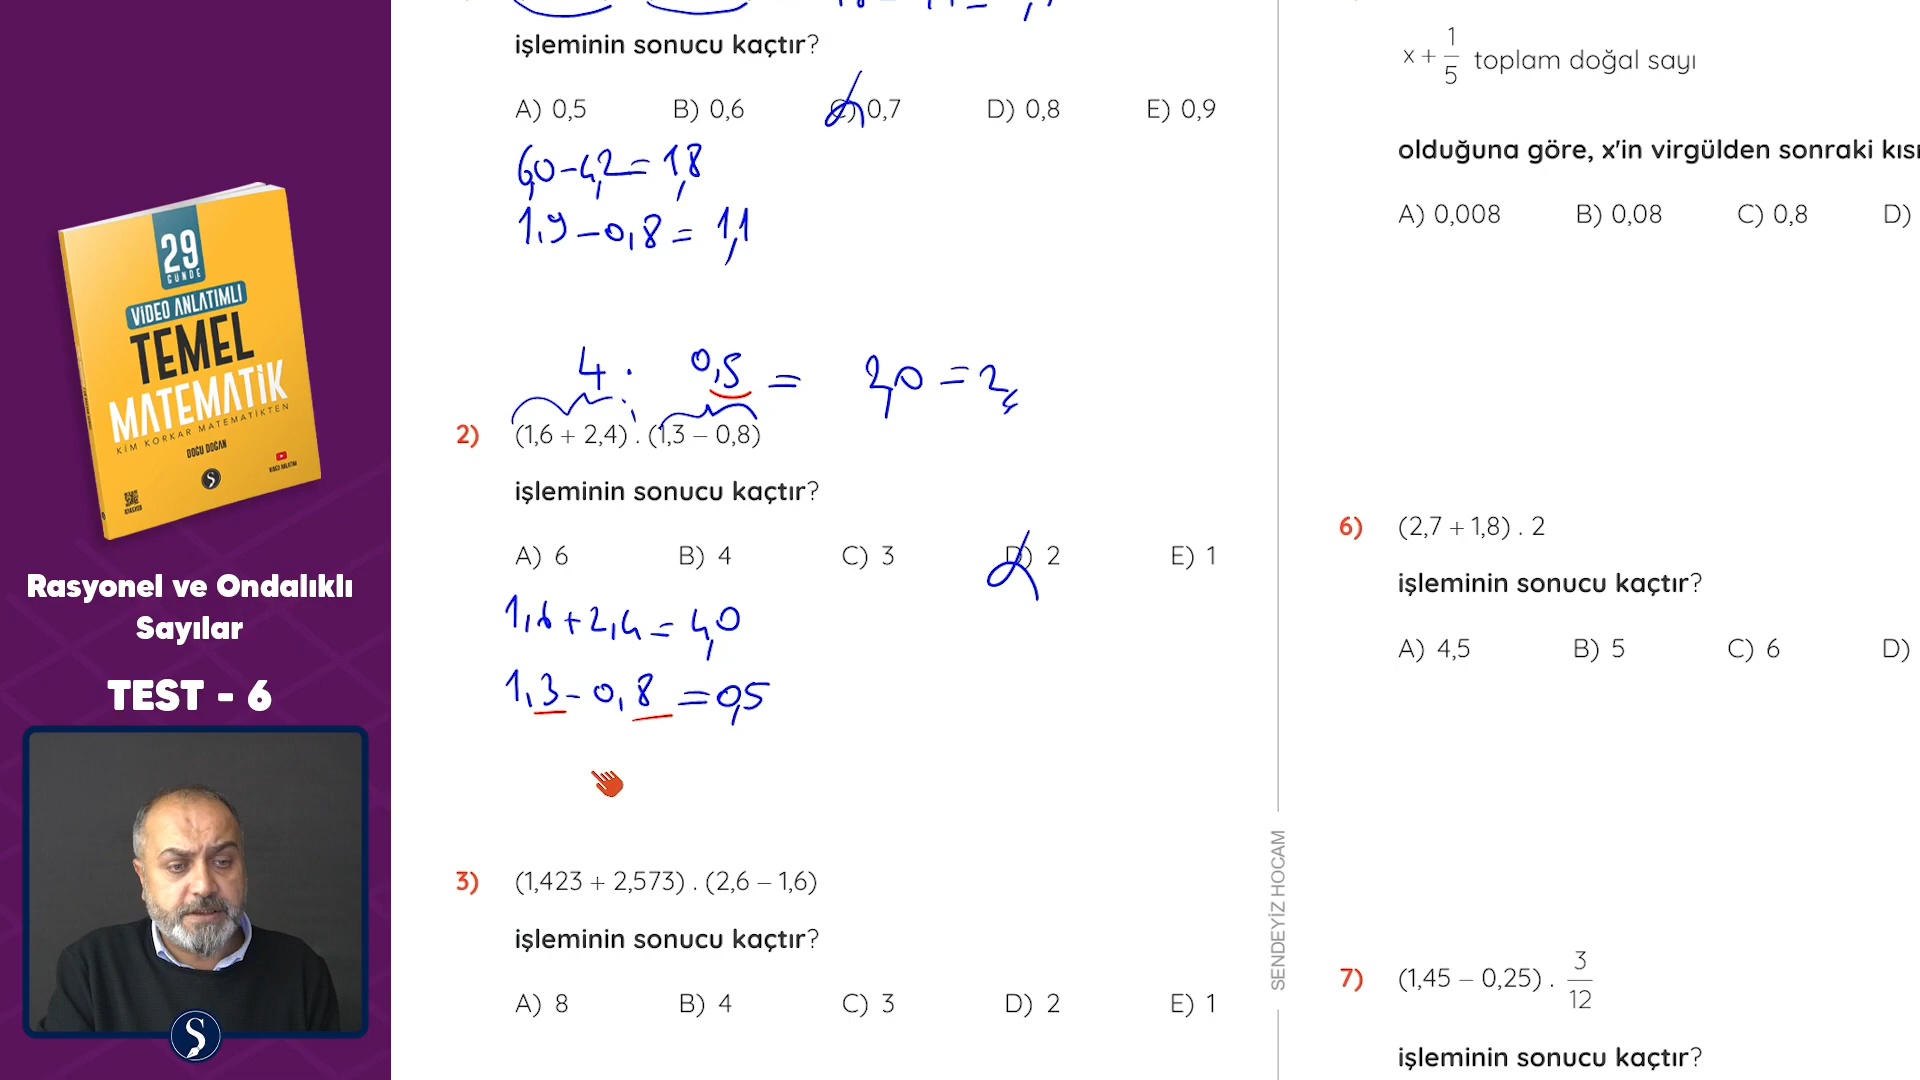 29
GÜNDE
VİDEO ANLATIMLI
TEMEL
MATEMATİK
KİM KORKAR MATEMATİKTEN
DOĞU DOĞAN
Rasyonel ve Ondalıklı
Sayılar
TEST - 6
işleminin sonucu kaçtır?
A) 0,5 B) 0,6 C) 0,7 D) 0,8 E) 0,9
6,0 - 4,2 = 1,8
1,9 - 0,8 = 1,1
4 . 0,5 = 2,0 = 2
2) (1,6 + 2,4) . (1,3 – 0,8)
işleminin sonucu kaçtır?
A) 6 B) 4 C) 3 D) 2 E) 1
1,6 + 2,4 = 4,0
1,3 - 0,8 = 0,5
3) (1,423 + 2,573) . (2,6 – 1,6)
işleminin sonucu kaçtır?
A) 8 B) 4 C) 3 D) 2 E) 1
SENDEYİZ HOCAM
x + 1/5 toplam doğal sayı
olduğuna göre, x'in virgülden sonraki
A) 0,008 B) 0,08 C) 0,8 D)
6) (2,7 + 1,8) . 2
işleminin sonucu kaçtır?
A) 4,5 B) 5 C) 6 D)
7) (1,45 – 0,25) . 3/12
işleminin sonucu kaçtır?